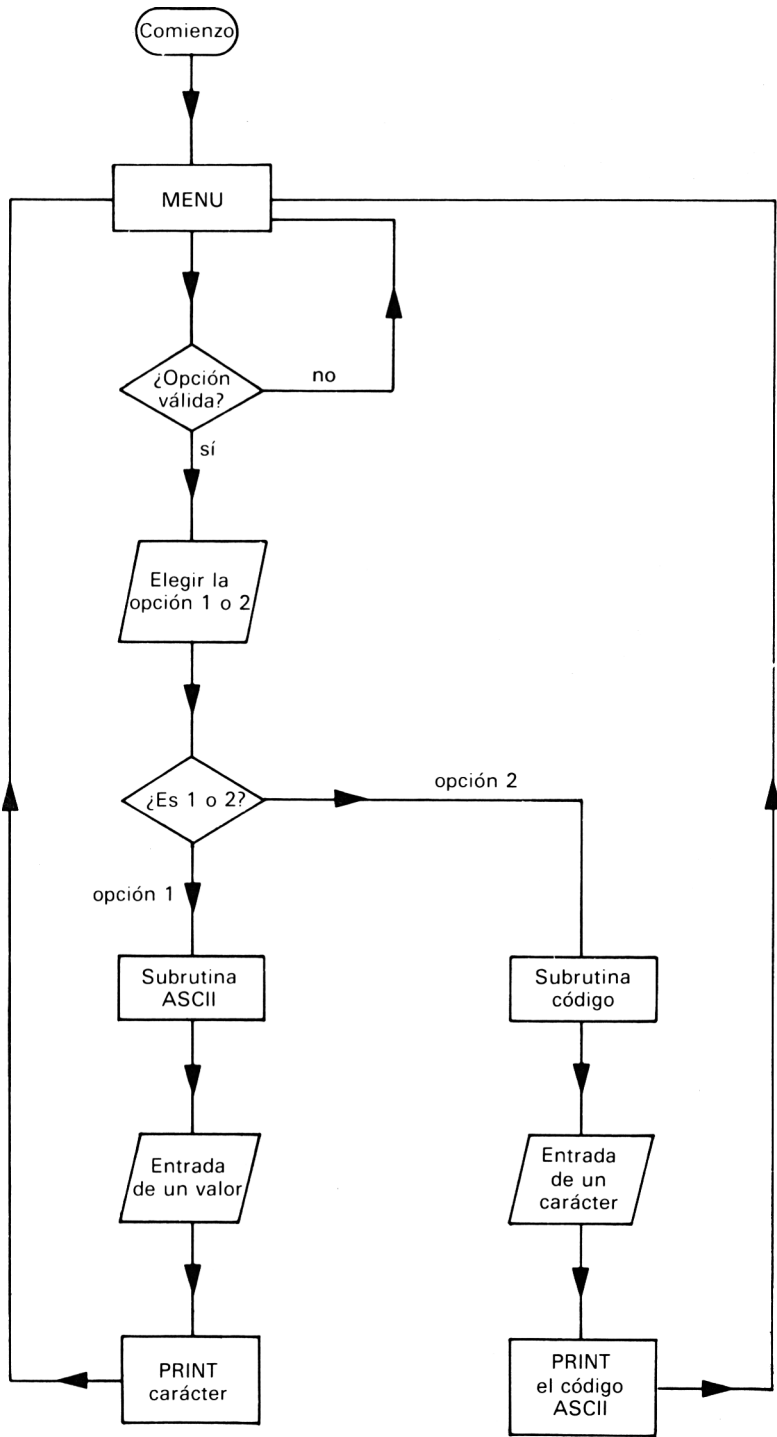 Comienzo
MENU
¿Opción
válida?
no
sí
Elegir la
opción 1 o 2
¿Es 1 o 2?
opción 2
opción 1
Subrutina
ASCII
Subrutina
código
Entrada
de un valor
Entrada
de un
carácter
PRINT
carácter
PRINT
el código
ASCII